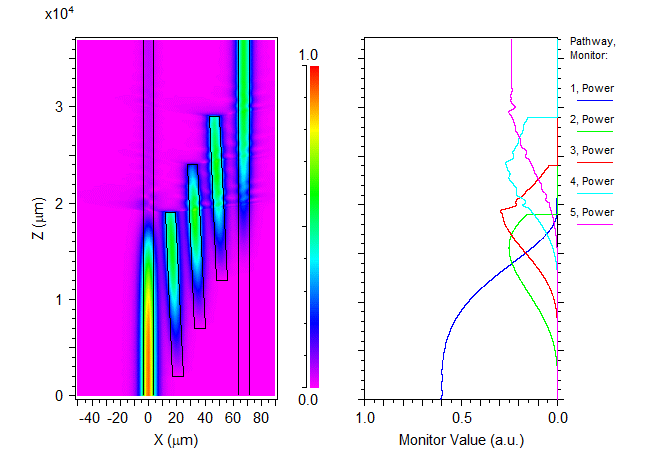 x10⁴
3
2
1
0
Z (μm)
-40 -20 0 20 40 60 80
X (μm)
1.0
0.0
1.0 0.5 0.0
Monitor Value (a.u.)
Pathway,
Monitor:
1, Power
2, Power
3, Power
4, Power
5, Power